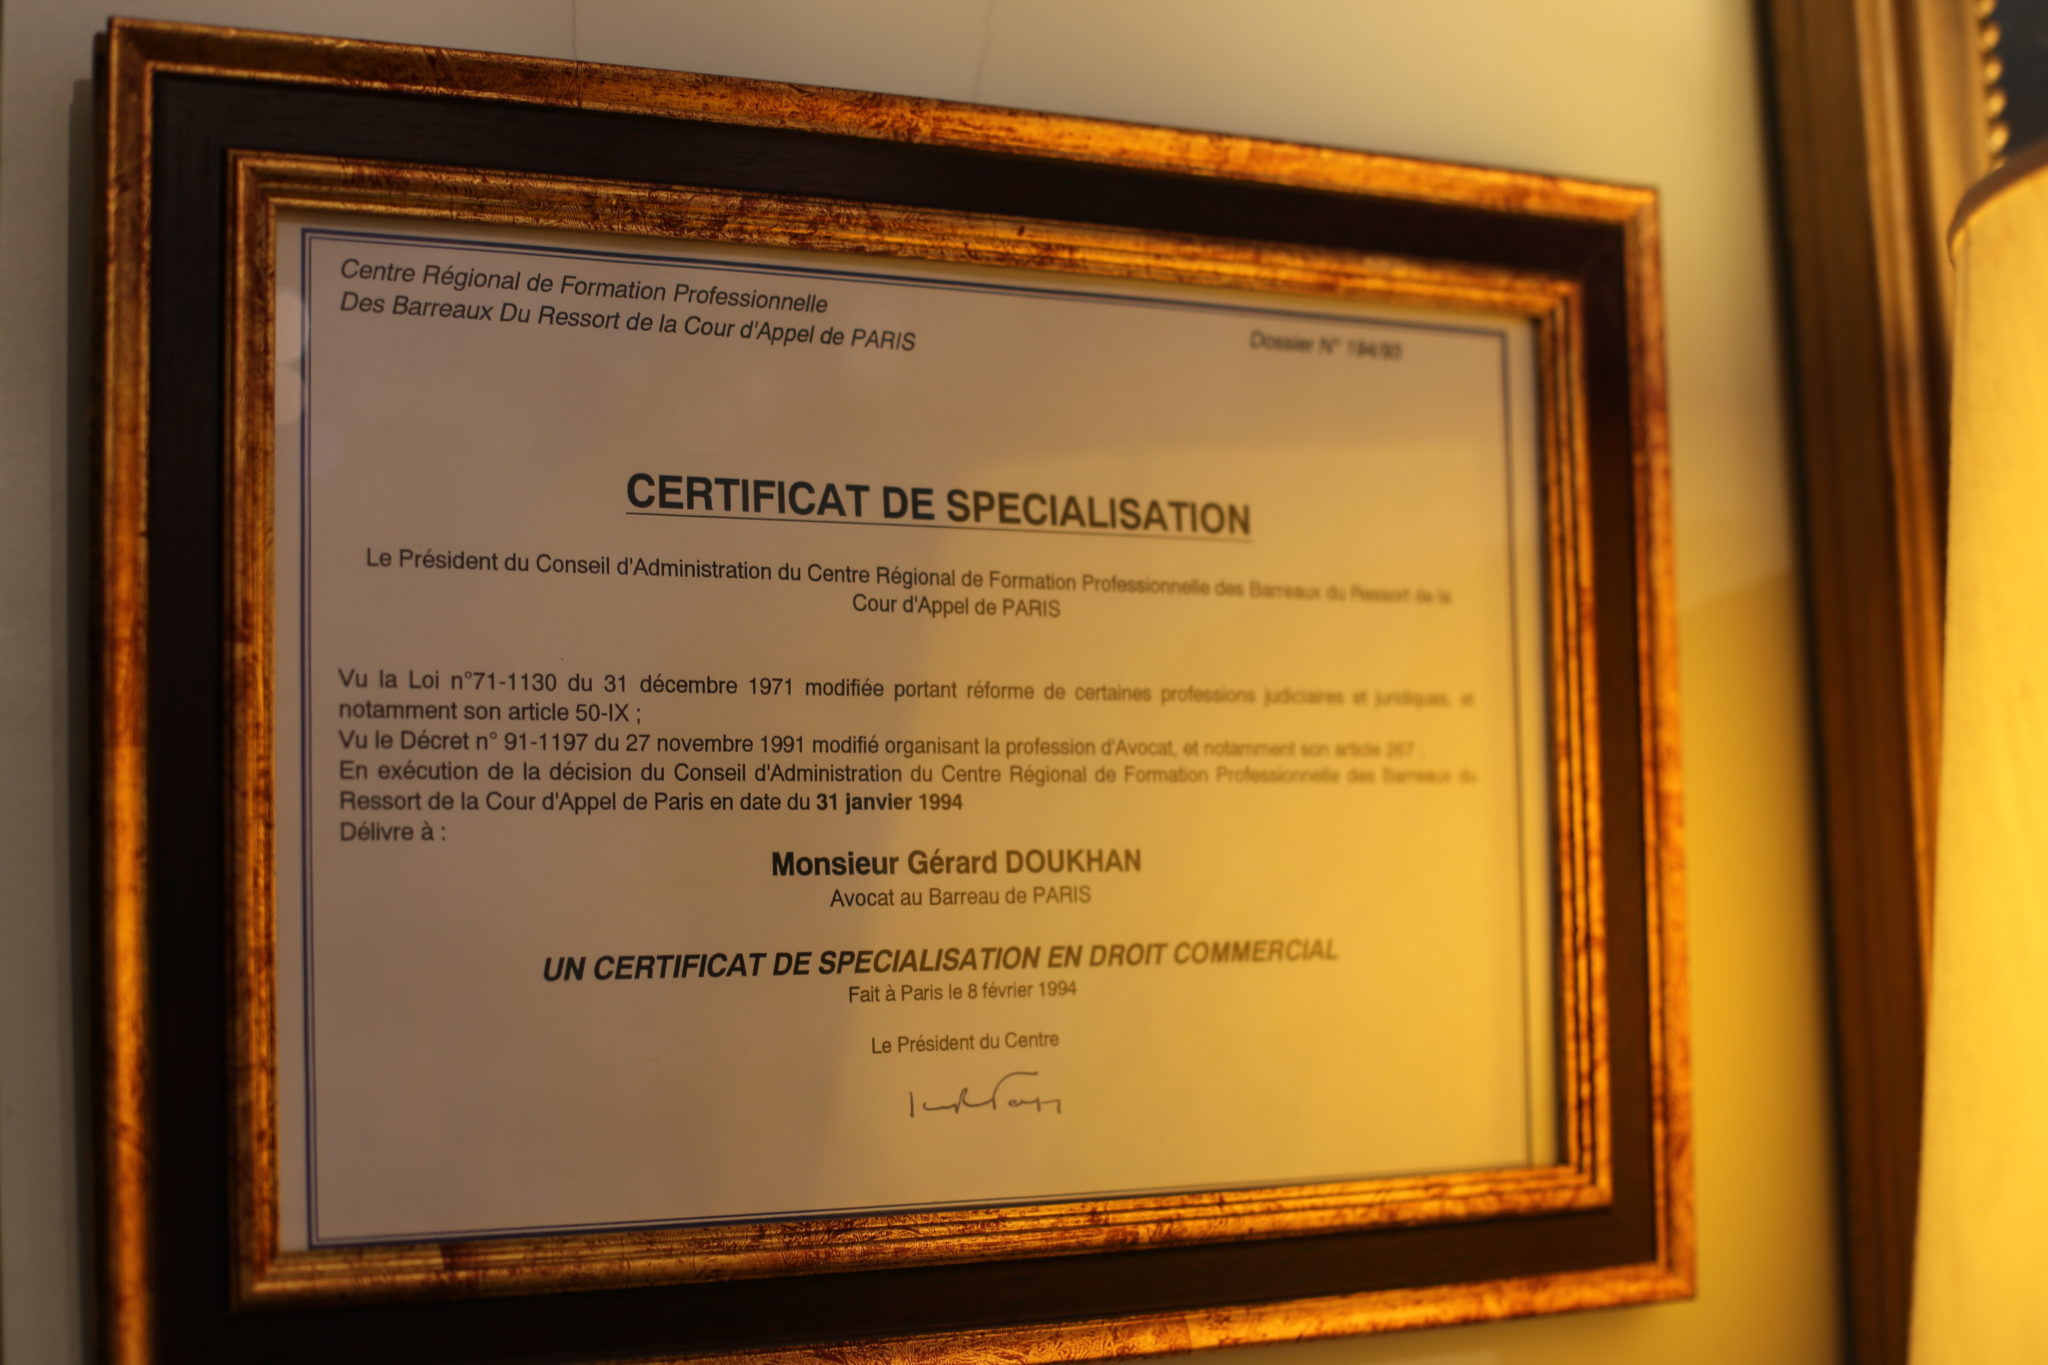 Centre Régional de Formation Professionnelle
Des Barreaux Du Ressort de la Cour d'Appel de PARIS
Dossier N° 194/93
CERTIFICAT DE SPECIALISATION
Le Président du Conseil d'Administration du Centre Régional de Formation Professionnelle des Barreaux du Ressort de la
Cour d'Appel de PARIS
Vu la Loi n°71-1130 du 31 décembre 1971 modifiée portant réforme de certaines professions judiciaires et juridiques, et
notamment son article 50-IX ;
Vu le Décret n° 91-1197 du 27 novembre 1991 modifié organisant la profession d'Avocat, et notamment son article 267 ;
En exécution de la décision du Conseil d'Administration du Centre Régional de Formation Professionnelle des Barreaux du
Ressort de la Cour d'Appel de Paris en date du 31 janvier 1994
Délivre à :
Monsieur Gérard DOUKHAN
Avocat au Barreau de PARIS
UN CERTIFICAT DE SPECIALISATION EN DROIT COMMERCIAL
Fait à Paris le 8 février 1994
Le Président du Centre